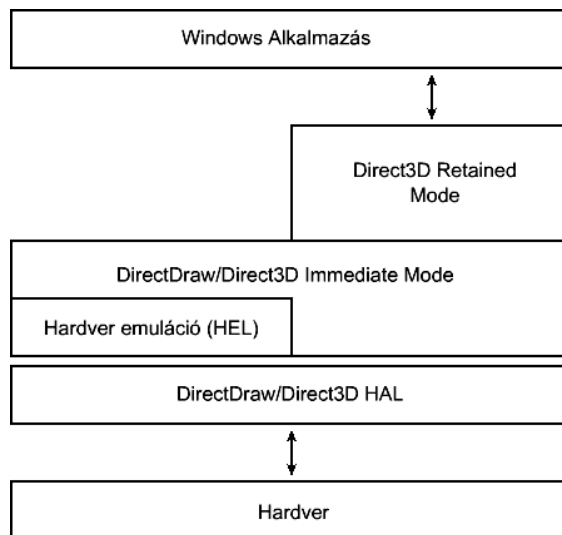 Windows Alkalmazás
Direct3D Retained
Mode
DirectDraw/Direct3D Immediate Mode
Hardver emuláció (HEL)
DirectDraw/Direct3D HAL
Hardver